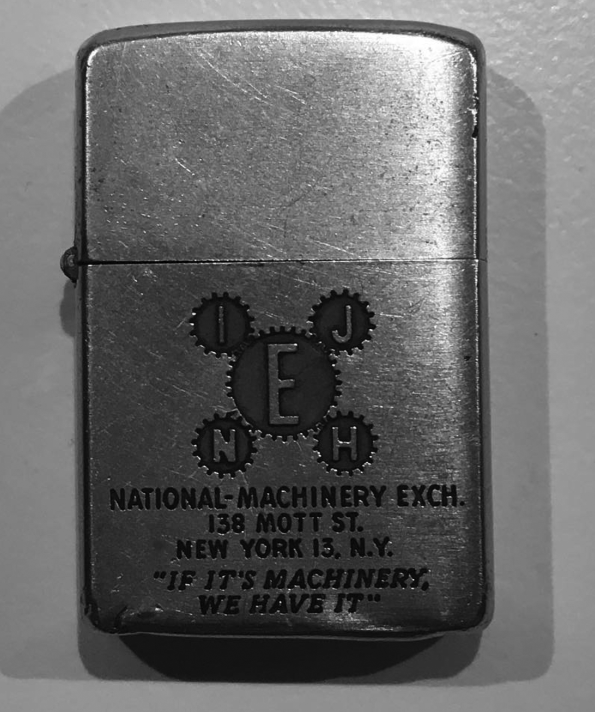 I J
E
N H
NATIONAL-MACHINERY EXCH.
138 MOTT ST.
NEW YORK 13, N.Y.
"IF IT'S MACHINERY,
WE HAVE IT"